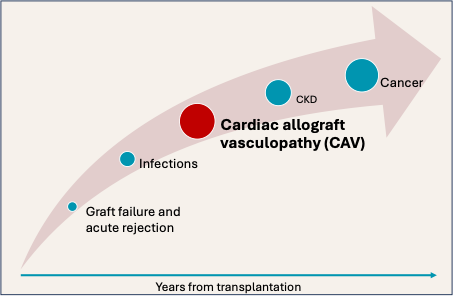 Cancer
CKD
Cardiac allograft
vasculopathy (CAV)
Infections
Graft failure and
acute rejection
Years from transplantation